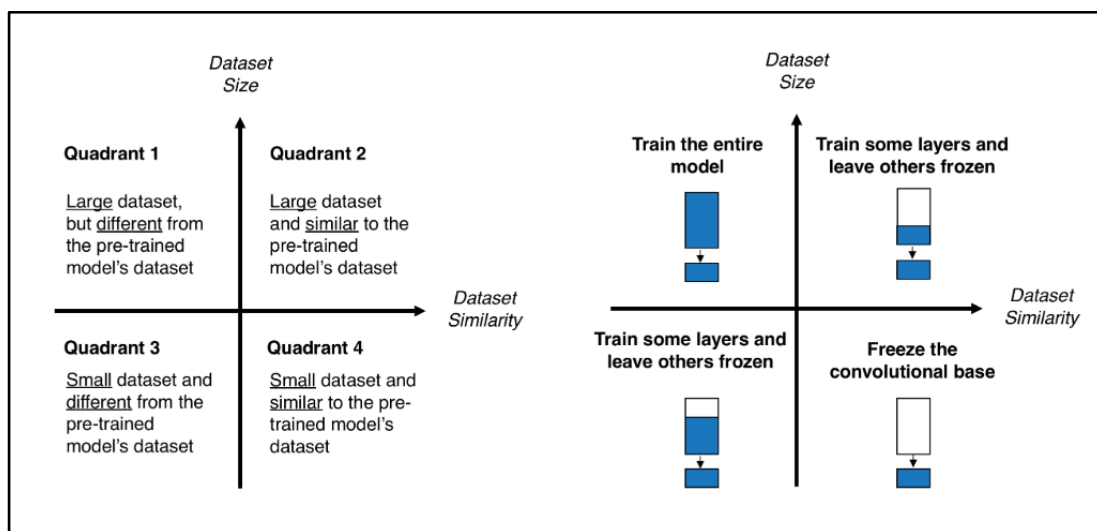 Dataset
Size
Quadrant 1
Large dataset,
but different from
the pre-trained
model's dataset
Quadrant 2
Large dataset
and similar to the
pre-trained
model's dataset
Dataset
Similarity
Quadrant 3
Small dataset and
different from the
pre-trained
model's dataset
Quadrant 4
Small dataset and
similar to the pre-
trained model's
dataset
Dataset
Size
Train the entire
model
Train some layers and
leave others frozen
Dataset
Similarity
Train some layers and
leave others frozen
Freeze the
convolutional base